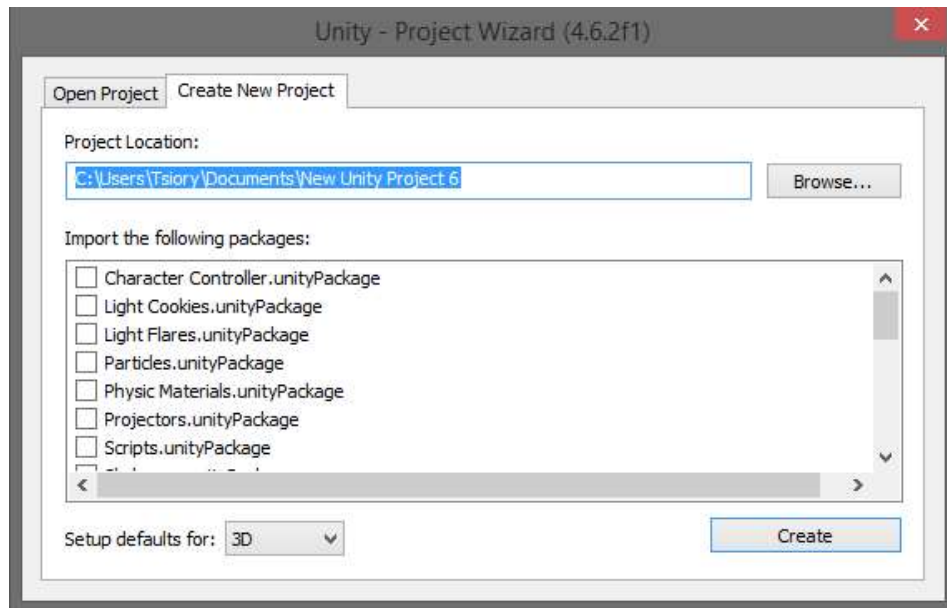 Unity - Project Wizard (4.6.2f1)
Open Project
Create New Project
Project Location:
C:\Users\Tsiory\Documents\New Unity Project 6
Browse...
Import the following packages:
Character Controller.unityPackage
Light Cookies.unityPackage
Light Flares.unityPackage
Particles.unityPackage
Physic Materials.unityPackage
Projectors.unityPackage
Scripts.unityPackage
Setup defaults for: 3D
Create